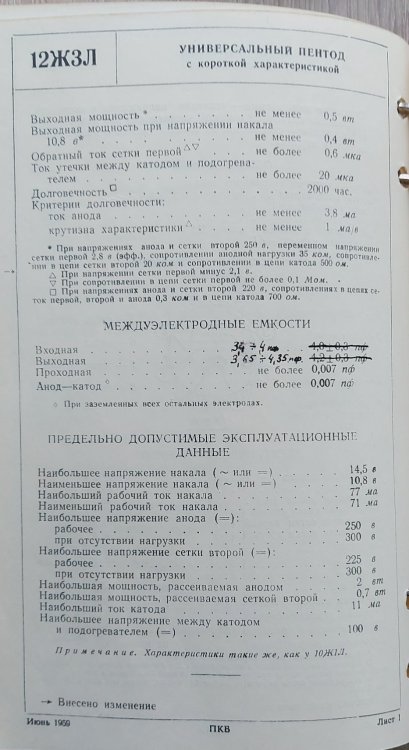 12Ж3Л
УНИВЕРСАЛЬНЫЙ ПЕНТОД
с короткой характеристикой
Выходная мощность * . . . . . . . . не менее 0,5 вт
Выходная мощность при напряжении накала
10,8 в* . . . . . . . . . . не менее 0,4 вт
Обратный ток сетки первой △▽ . . . . . не более 0,6 мка
Ток утечки между катодом и подогрева-
телем . . . . . . . . . . не более 20 мка
Долговечность □ . . . . . . . . . . 2000 час.
Критерии долговечности:
ток анода . . . . . . . . . не менее 3,8 ма
крутизна характеристики △ . . . . . не менее 1 ма/в
* При напряжениях анода и сетки второй 250 в, переменном напряжении
сетки первой 2,8 в (эфф.), сопротивлении анодной нагрузки 35 ком, сопротивле-
нии в цепи сетки второй 20 ком и сопротивлении в цепи катода 500 ом.
△ При напряжении сетки первой минус 2,1 в.
▽ При сопротивлении в цепи сетки первой не более 0,1 Мом.
□ При напряжениях анода и сетки второй 220 в, сопротивлениях в цепях се-
ток первой, второй и анода 0,3 ком и в цепи катода 700 ом.
МЕЖДУЭЛЕКТРОДНЫЕ ЕМКОСТИ
Входная 4 пф 4,0±0,3 пф
Выходная 3,65 ÷ 4,35 пф 4,2±0,3 пф
Проходная . . . . . . . . . не более 0,007 пф
Анод—катод ◇ . . . . . . . . . не более 0,007 пф
◇ При заземленных всех остальных электродах.
ПРЕДЕЛЬНО ДОПУСТИМЫЕ ЭКСПЛУАТАЦИОННЫЕ
ДАННЫЕ
Наибольшее напряжение накала (~ или =) . . . . . 14,5 в
Наименьшее напряжение накала (~ или =) . . . . . 10,8 в
Наибольший рабочий ток накала . . . . . . . 77 ма
Наименьший рабочий ток накала . . . . . . . 71 ма
Наибольшее напряжение анода (=):
рабочее . . . . . . . . . . . . . 250 в
при отсутствии нагрузки . . . . . . . . 300 в
Наибольшее напряжение сетки второй (=):
рабочее . . . . . . . . . . . . . 225 в
при отсутствии нагрузки . . . . . . . . 300 в
Наибольшая мощность, рассеиваемая анодом . . . . 2 вт
Наибольшая мощность, рассеиваемая сеткой второй . . 0,7 вт
Наибольший ток катода . . . . . . . . . 11 ма
Наибольшее напряжение между катодом
и подогревателем (=) . . . . . . . . . 100 в
Примечание. Характеристики такие же, как у 10Ж1Л.
→ Внесено изменение
Июнь 1959
ПКВ
Лист 1